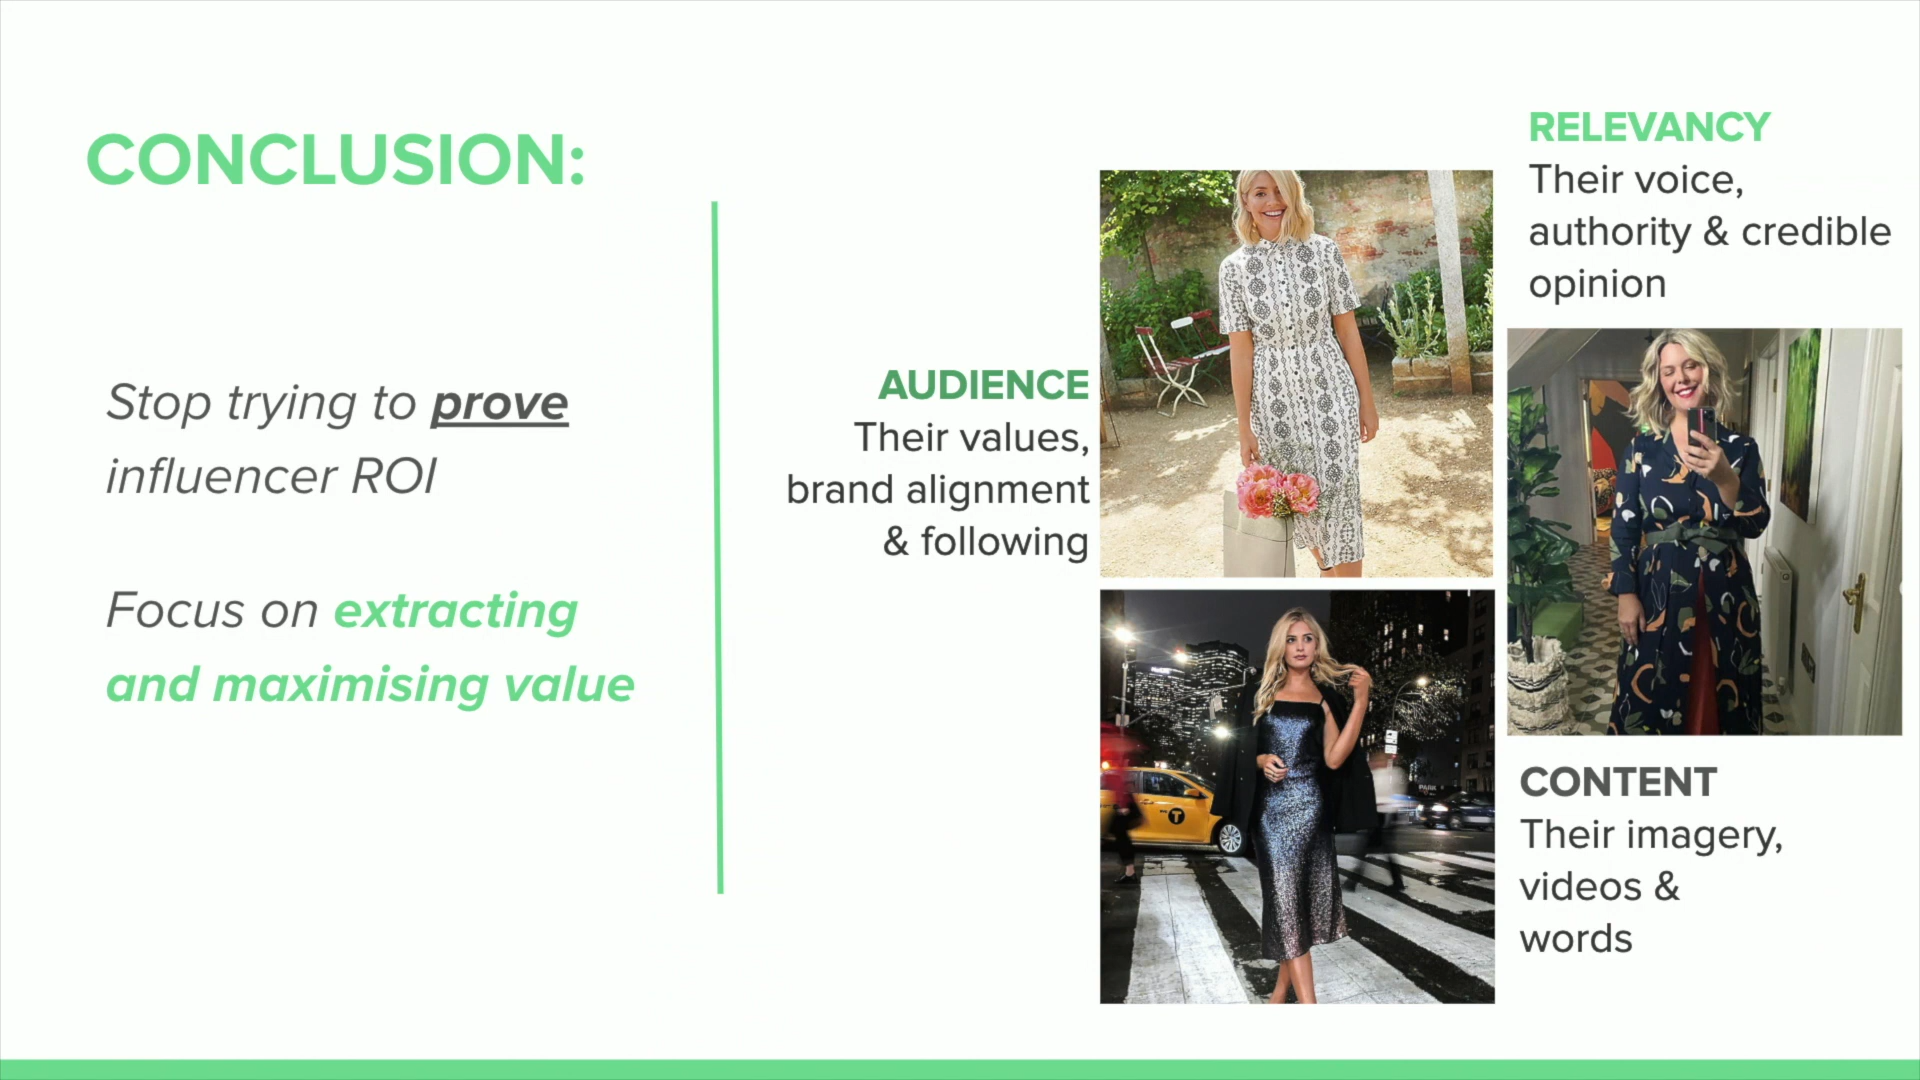 CONCLUSION:
Stop trying to prove
influencer ROI
Focus on extracting
and maximising value
AUDIENCE
Their values,
brand alignment
& following
RELEVANCY
Their voice,
authority & credible
opinion
CONTENT
Their imagery,
videos &
words
T
PARK